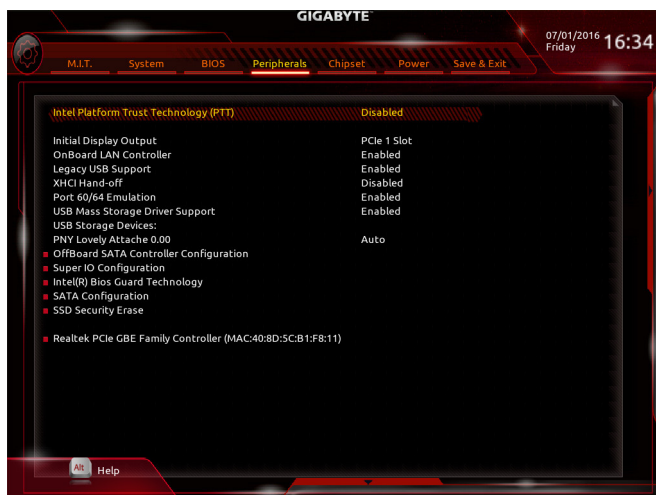 GIGABYTE
07/01/2016 Friday 16:34
M.I.T. System BIOS Peripherals Chipset Power Save & Exit
Intel Platform Trust Technology (PTT) Disabled
Initial Display Output PCIe 1 Slot
OnBoard LAN Controller Enabled
Legacy USB Support Enabled
XHCI Hand-off Disabled
Port 60/64 Emulation Enabled
USB Mass Storage Driver Support Enabled
USB Storage Devices:
PNY Lovely Attache 0.00 Auto
OffBoard SATA Controller Configuration
Super IO Configuration
Intel(R) Bios Guard Technology
SATA Configuration
SSD Security Erase
Realtek PCIe GBE Family Controller (MAC:40:8D:5C:B1:F8:11)
Alt Help